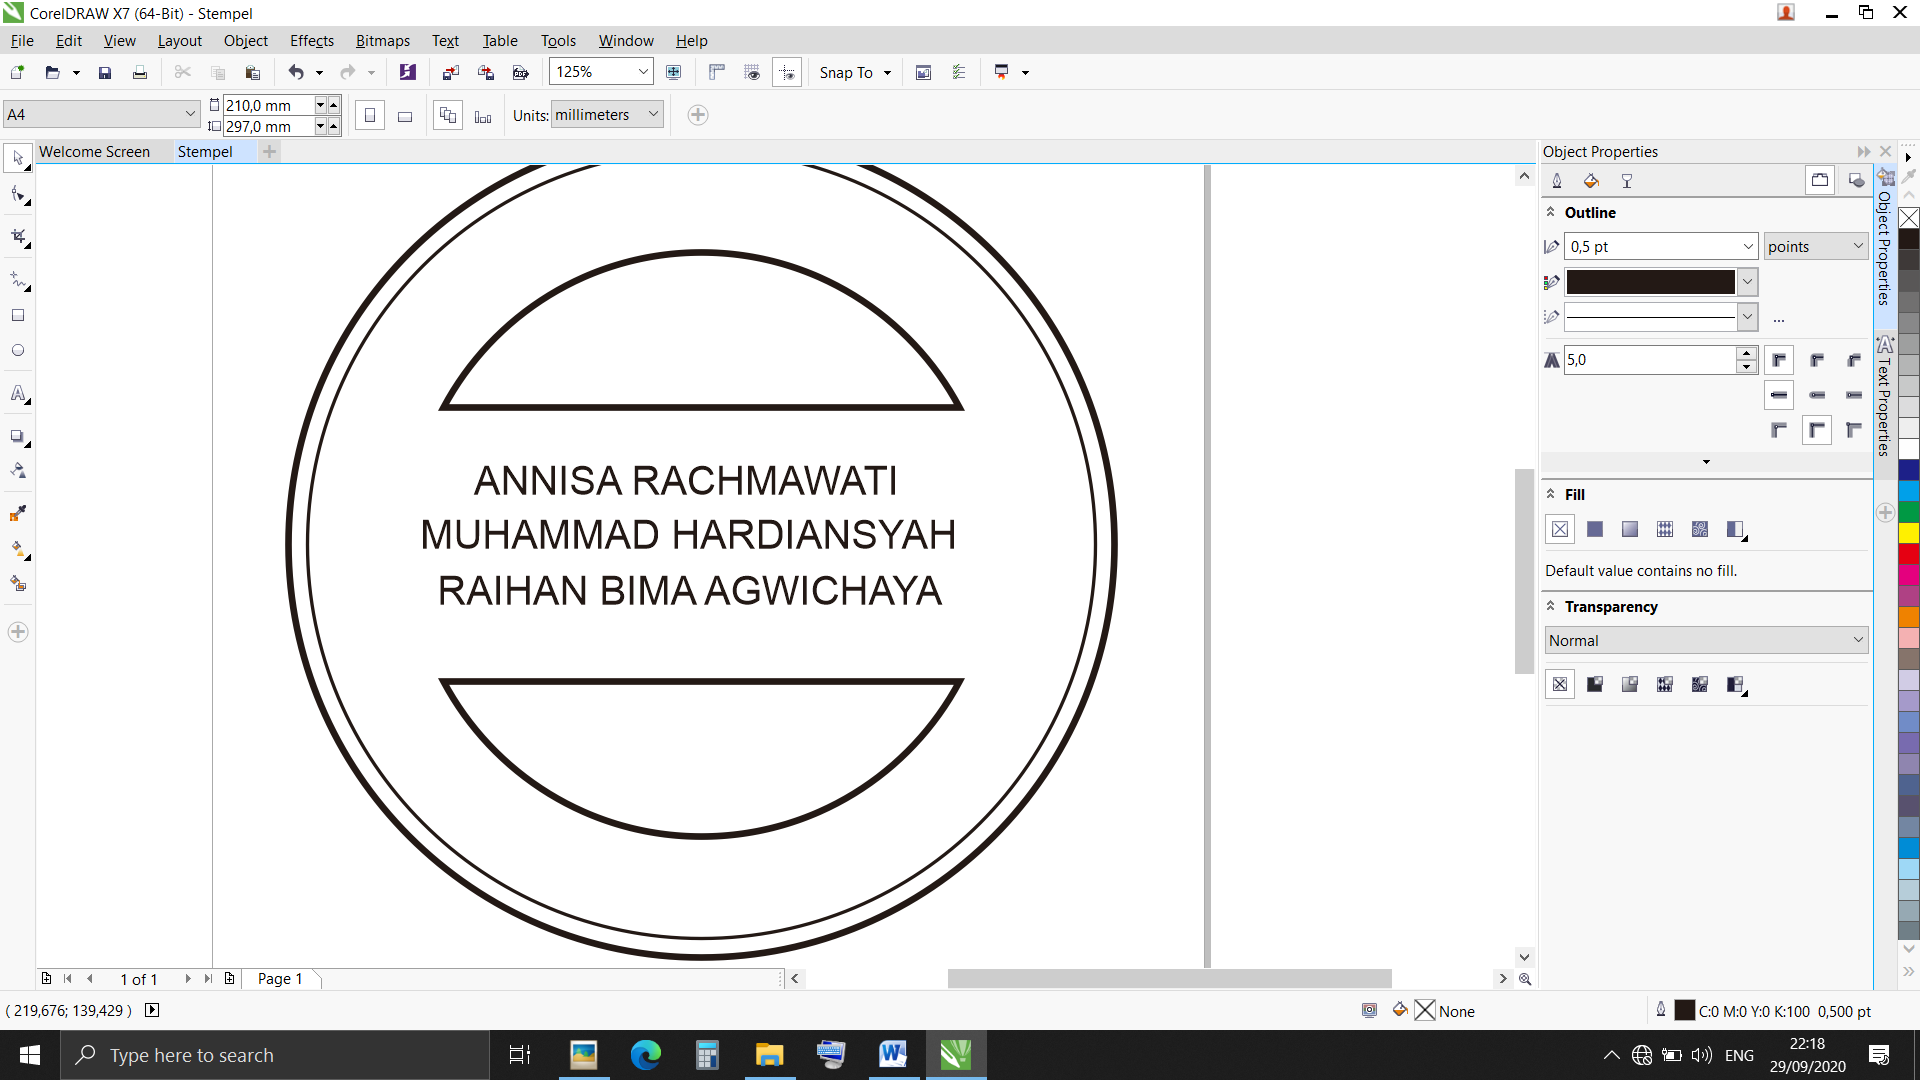 CorelDRAW X7 (64-Bit) - Stempel
File Edit View Layout Object Effects Bitmaps Text Table Tools Window Help
125% Snap To
A4 210,0 mm 297,0 mm Units: millimeters
Welcome Screen Stempel
ANNISA RACHMAWATI
MUHAMMAD HARDIANSYAH
RAIHAN BIMA AGWICHAYA
Object Properties
Outline
0,5 pt points
...
5,0
Fill
Default value contains no fill.
Transparency
Normal
Object Properties
Text Properties
1 of 1 Page 1
( 219,676; 139,429 ) None C:0 M:0 Y:0 K:100 0,500 pt
Type here to search
ENG
22:18
29/09/2020